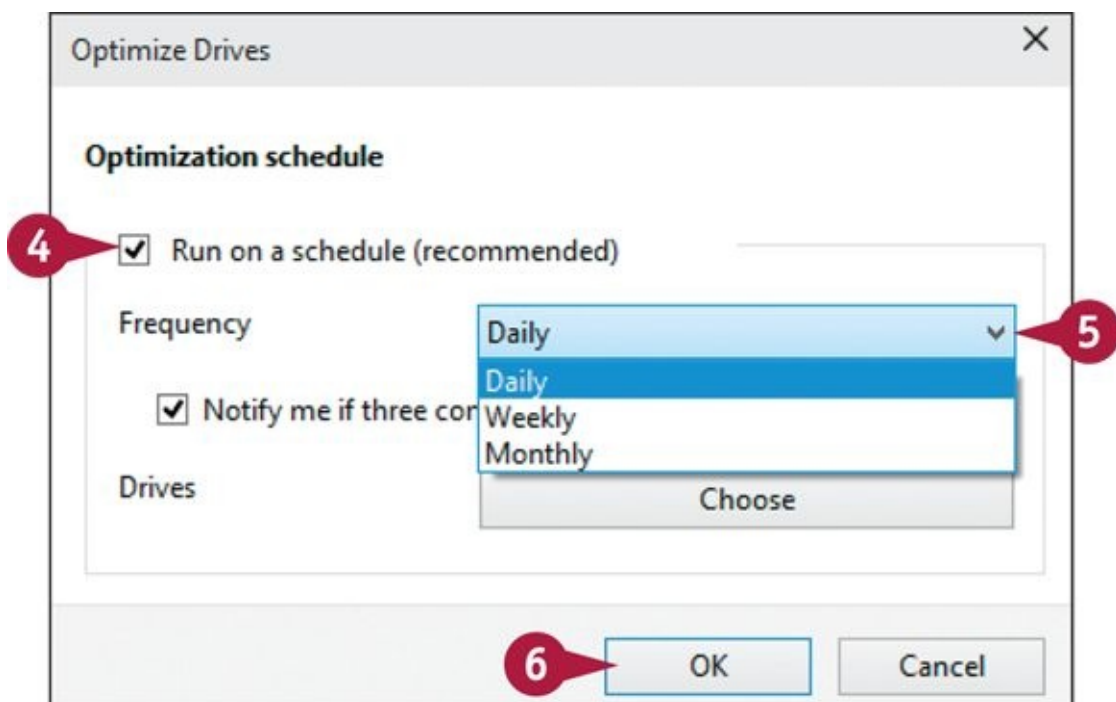 Optimize Drives
Optimization schedule
4 Run on a schedule (recommended)
Frequency Daily 5
Daily
Notify me if three
Weekly
Monthly
Drives Choose
6 OK Cancel